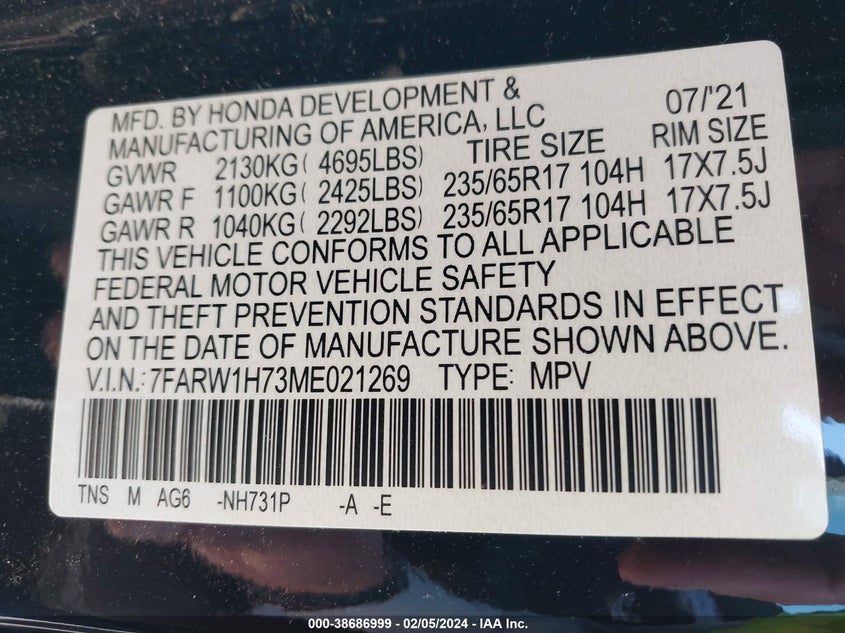 MFD. BY HONDA DEVELOPMENT & 07/'21
MANUFACTURING OF AMERICA, LLC
GVWR 2130KG( 4695LBS) TIRE SIZE RIM SIZE
GAWR F 1100KG( 2425LBS) 235/65R17 104H 17X7.5J
GAWR R 1040KG( 2292LBS) 235/65R17 104H 17X7.5J
THIS VEHICLE CONFORMS TO ALL APPLICABLE
FEDERAL MOTOR VEHICLE SAFETY
AND THEFT PREVENTION STANDARDS IN EFFECT
ON THE DATE OF MANUFACTURE SHOWN ABOVE.
V.I.N.: 7FARW1H73ME021269 TYPE: MPV
TNS M AG6 -NH731P -A -E
000-38686999 - 02/05/2024 - IAA Inc.